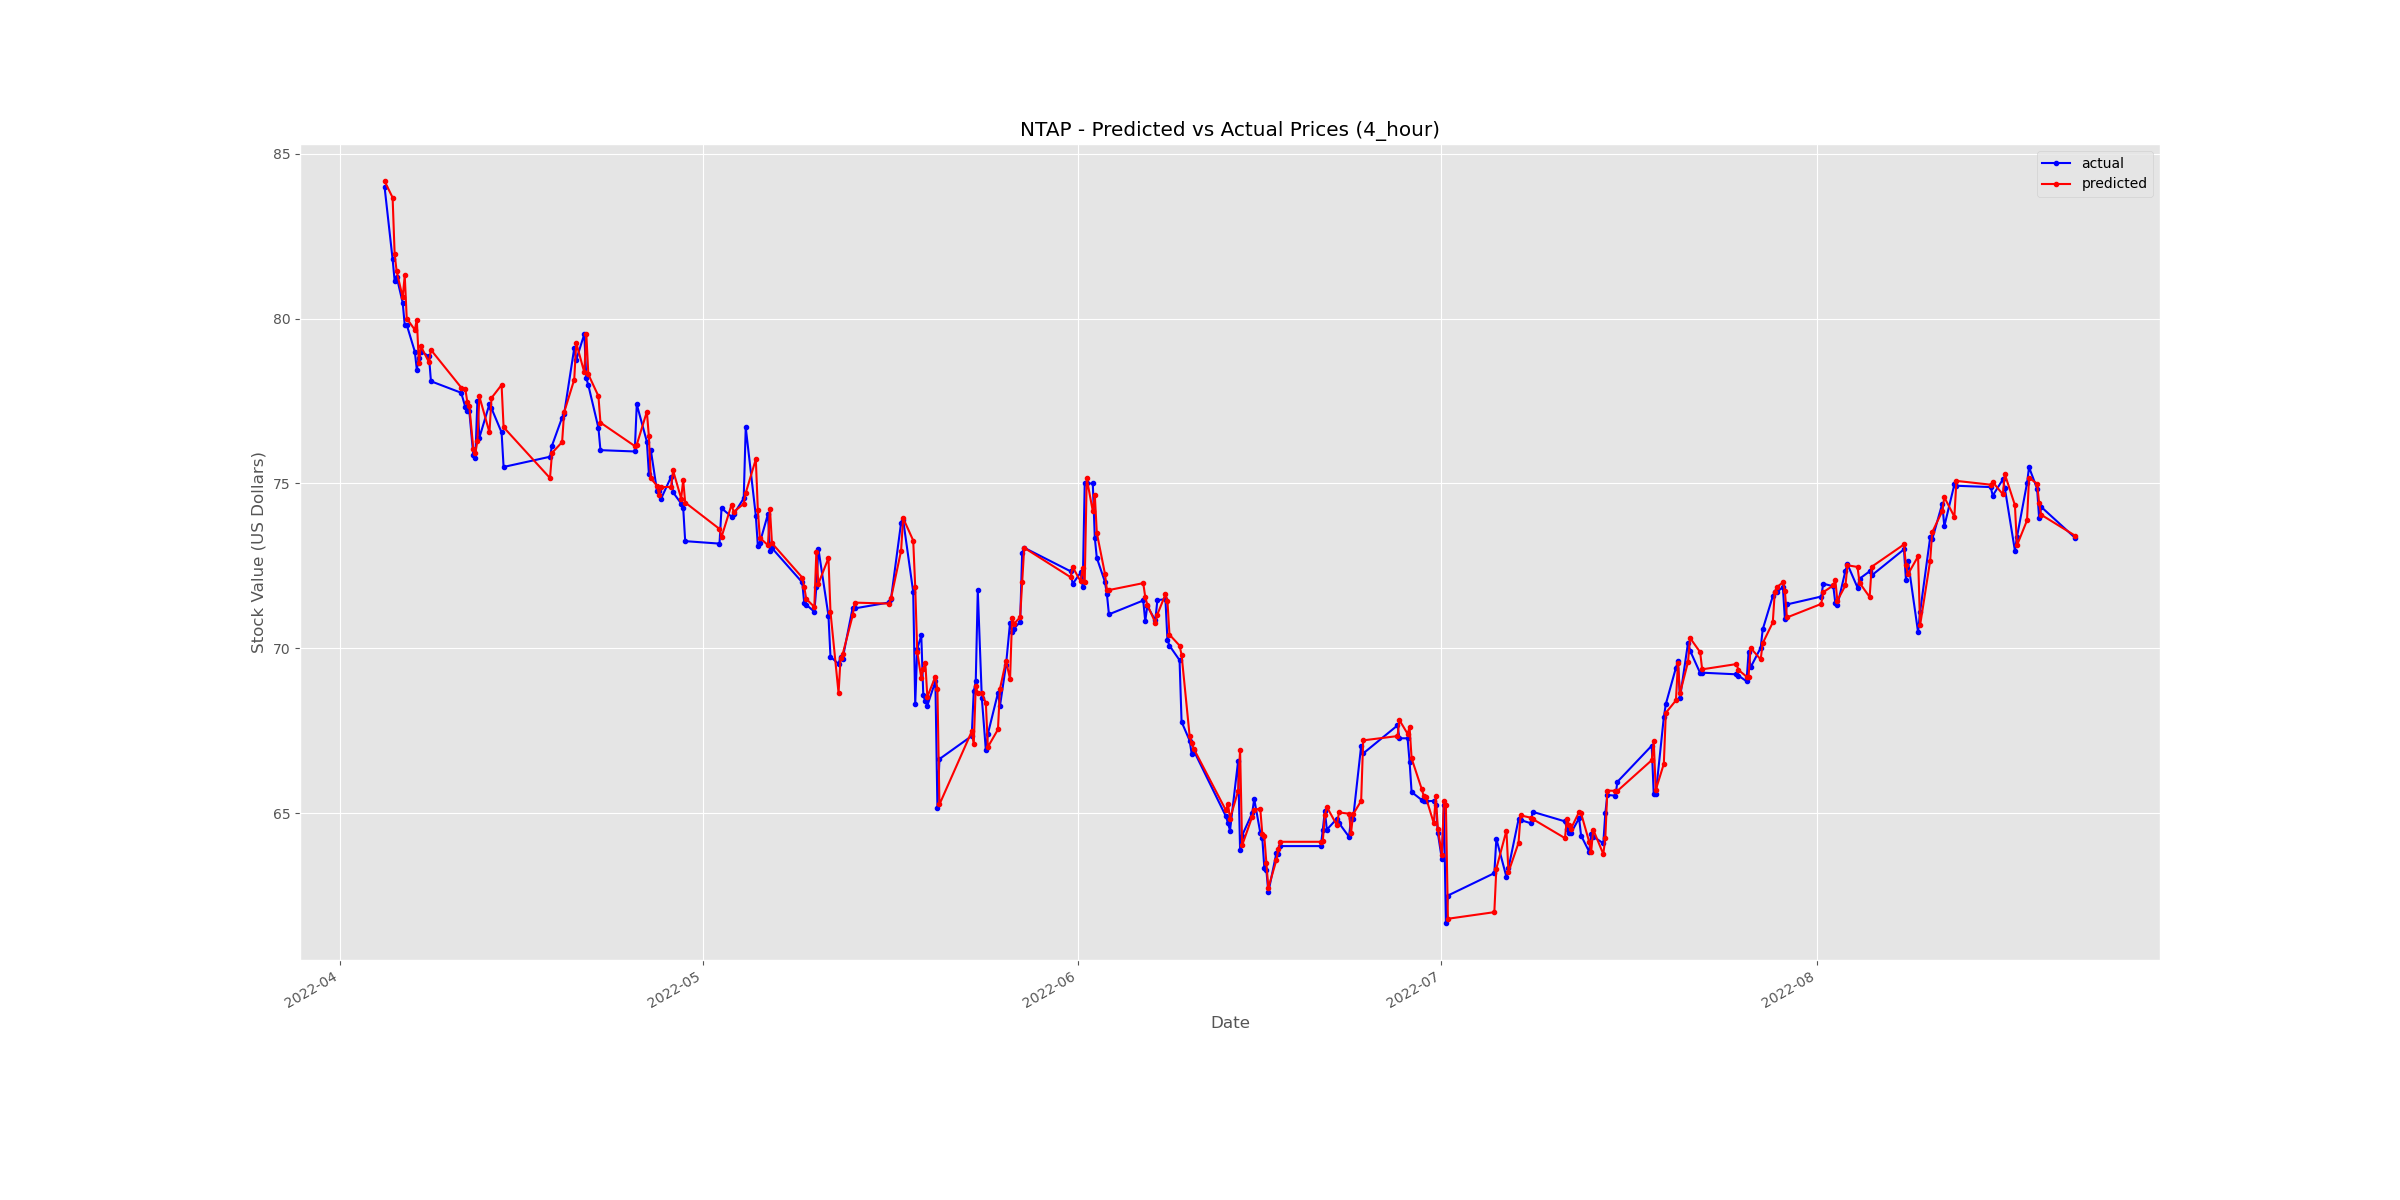 NTAP - Predicted vs Actual Prices (4_hour)
actual
predicted
85
80
75
70
65
Stock Value (US Dollars)
2022-04
2022-05
2022-06
2022-07
2022-08
Date